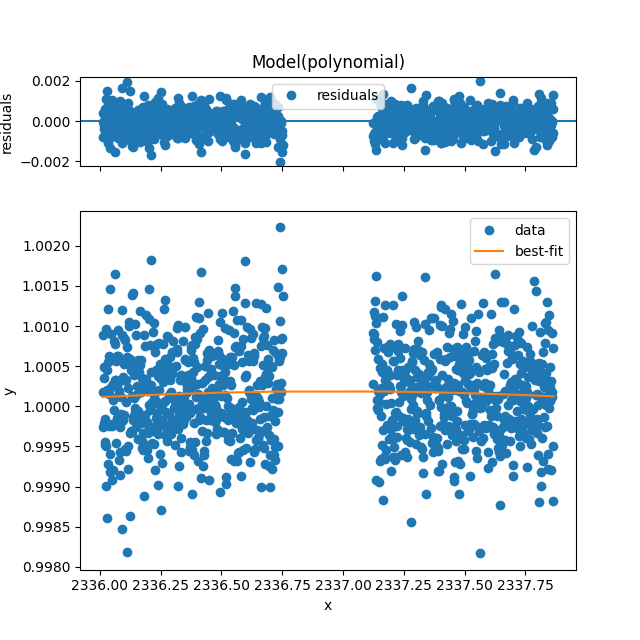 Model(polynomial)
residuals
0.002
0.000
−0.002
residuals
y
1.0020
1.0015
1.0010
1.0005
1.0000
0.9995
0.9990
0.9985
0.9980
data
best-fit
2336.00 2336.25 2336.50 2336.75 2337.00 2337.25 2337.50 2337.75
x